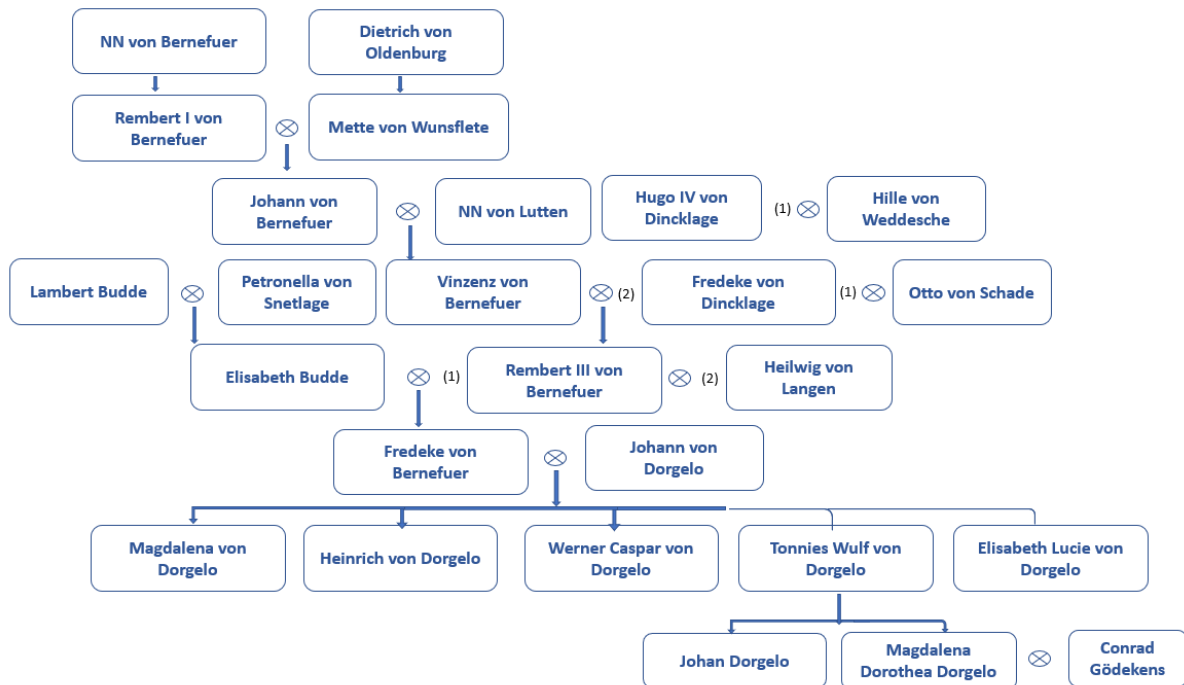 NN von Bernefuer
Dietrich von
Oldenburg
Rembert I von
Bernefuer
Mette von Wunsflete
Johann von
Bernefuer
NN von Lutten
Hugo IV von
Dincklage
(1)
Hille von
Weddesche
Lambert Budde
Petronella von
Snetlage
Vinzenz von
Bernefuer
(2)
Fredeke von
Dincklage
(1)
Otto von Schade
Elisabeth Budde
(1)
Rembert III von
Bernefuer
(2)
Heilwig von
Langen
Fredeke von
Bernefuer
Johann von
Dorgelo
Magdalena von
Dorgelo
Heinrich von Dorgelo
Werner Caspar von
Dorgelo
Tonnies Wulf von
Dorgelo
Elisabeth Lucie von
Dorgelo
Johan Dorgelo
Magdalena
Dorothea Dorgelo
Conrad
Gödekens